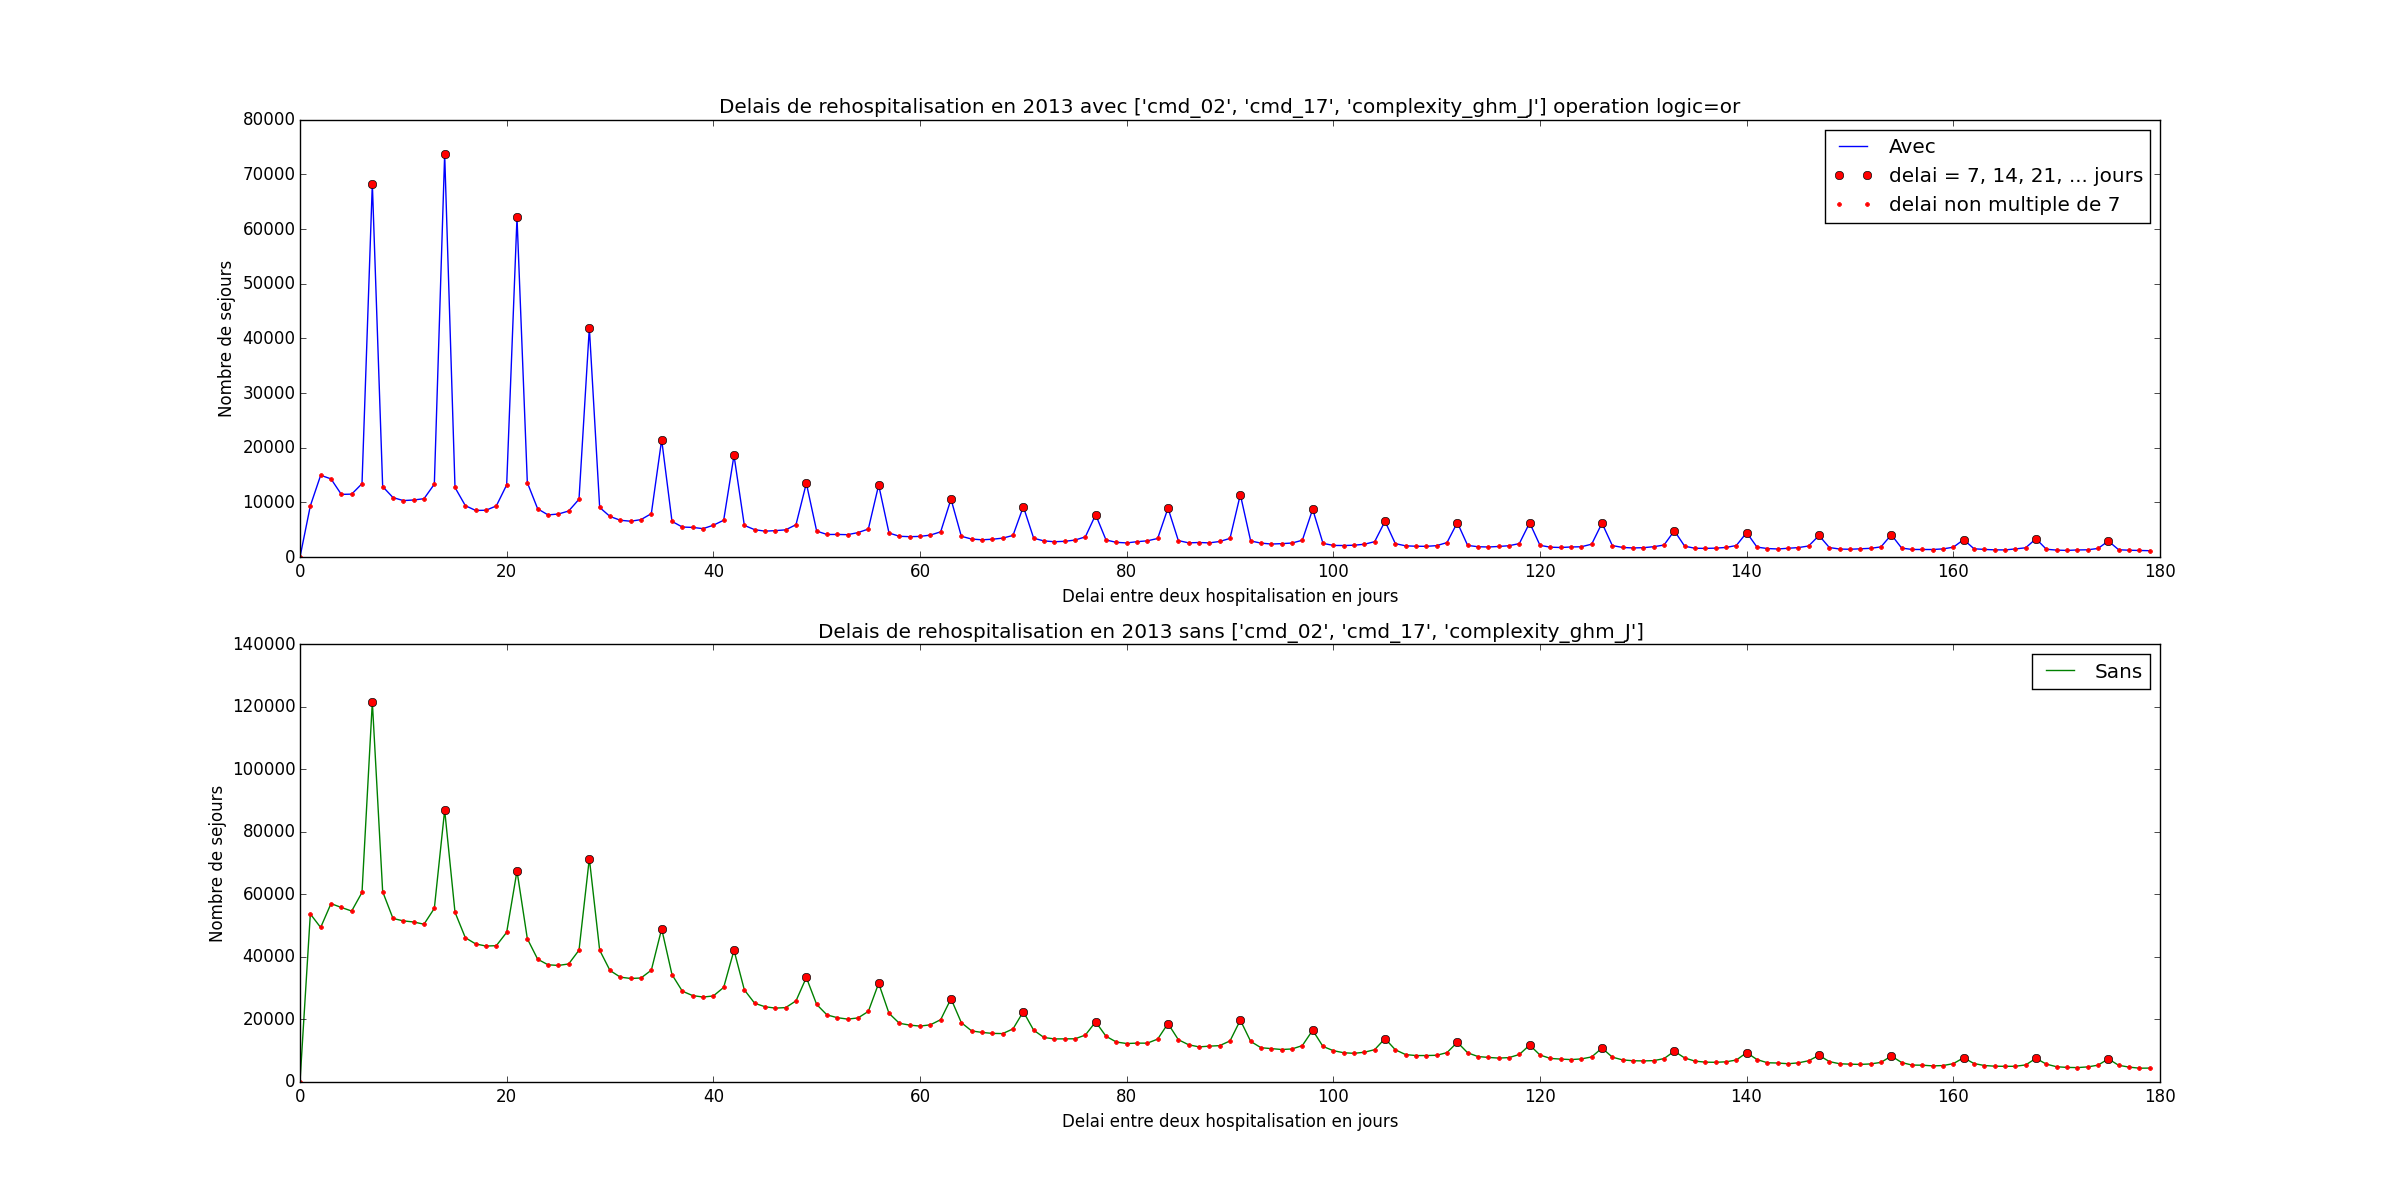 Delais de rehospitalisation en 2013 avec ['cmd_02', 'cmd_17', 'complexity_ghm_J'] operation logic=or
80000
70000
60000
50000
40000
30000
20000
10000
0
Nombre de sejours
Avec
delai = 7, 14, 21, ... jours
delai non multiple de 7
0 20 40 60 80 100 120 140 160 180
Delai entre deux hospitalisation en jours
Delais de rehospitalisation en 2013 sans ['cmd_02', 'cmd_17', 'complexity_ghm_J']
140000
120000
100000
80000
60000
40000
20000
0
Nombre de sejours
Sans
0 20 40 60 80 100 120 140 160 180
Delai entre deux hospitalisation en jours